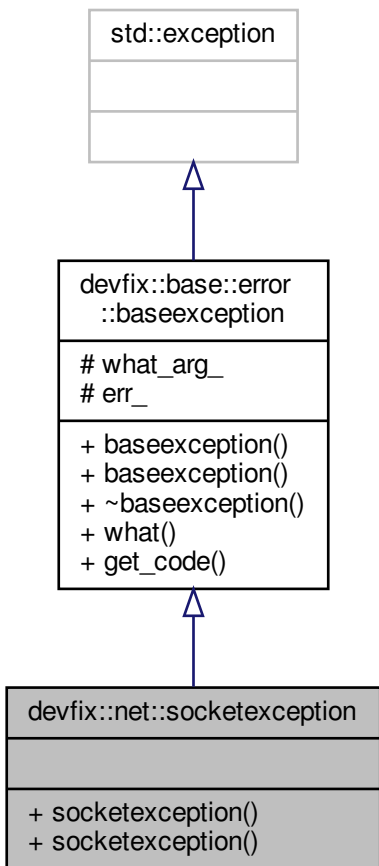 std::exception
devfix::base::error
::baseexception
# what_arg_
# err_
+ baseexception()
+ baseexception()
+ ~baseexception()
+ what()
+ get_code()
devfix::net::socketexception
+ socketexception()
+ socketexception()